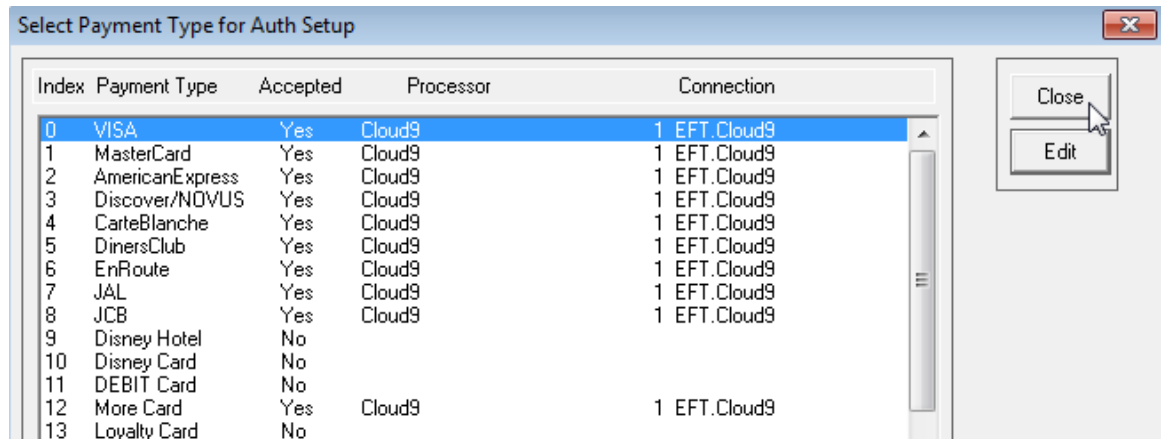 Select Payment Type for Auth Setup
Index Payment Type Accepted Processor Connection
Close
Edit
0 VISA Yes Cloud9 1 EFT.Cloud9
1 MasterCard Yes Cloud9 1 EFT.Cloud9
2 AmericanExpress Yes Cloud9 1 EFT.Cloud9
3 Discover/NOVUS Yes Cloud9 1 EFT.Cloud9
4 CarteBlanche Yes Cloud9 1 EFT.Cloud9
5 DinersClub Yes Cloud9 1 EFT.Cloud9
6 EnRoute Yes Cloud9 1 EFT.Cloud9
7 JAL Yes Cloud9 1 EFT.Cloud9
8 JCB Yes Cloud9 1 EFT.Cloud9
9 Disney Hotel No
10 Disney Card No
11 DEBIT Card No
12 More Card Yes Cloud9 1 EFT.Cloud9
13 Loyalty Card No